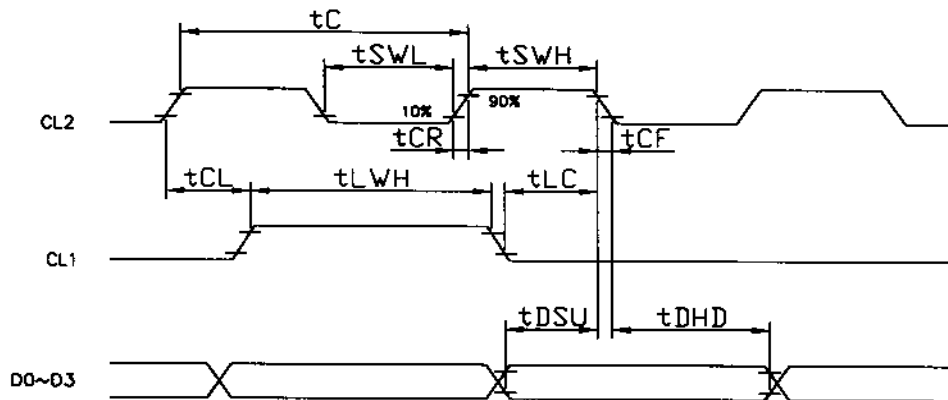 tC
tSWL
tSWH
CL2
10%
90%
tCR
tCF
tCL
tLWH
tLC
CL1
tDSU
tDHD
D0~D3